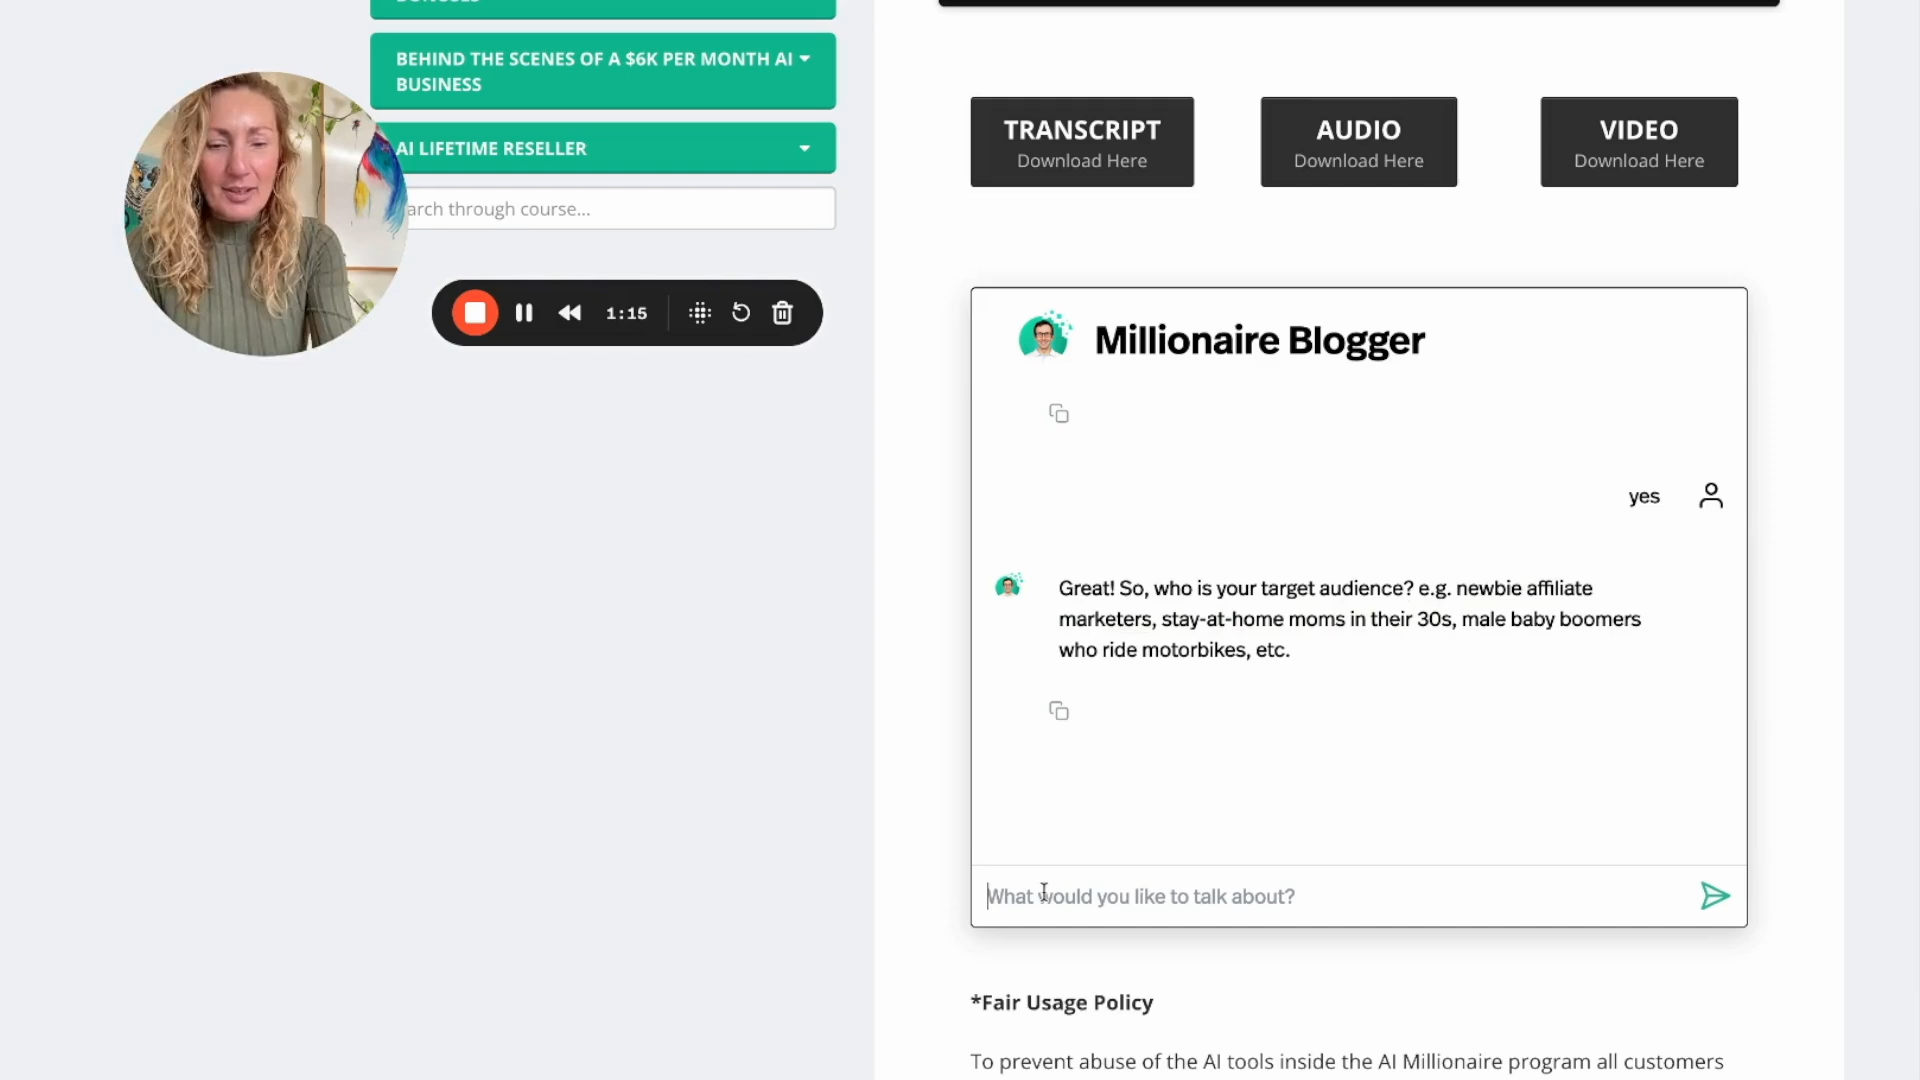 BEHIND THE SCENES OF A $6K PER MONTH AI
BUSINESS
AI LIFETIME RESELLER
arch through course...
1:15
TRANSCRIPT
Download Here
AUDIO
Download Here
VIDEO
Download Here
Millionaire Blogger
yes
Great! So, who is your target audience? e.g. newbie affiliate
marketers, stay-at-home moms in their 30s, male baby boomers
who ride motorbikes, etc.
What would you like to talk about?
*Fair Usage Policy
To prevent abuse of the AI tools inside the AI Millionaire program all customers